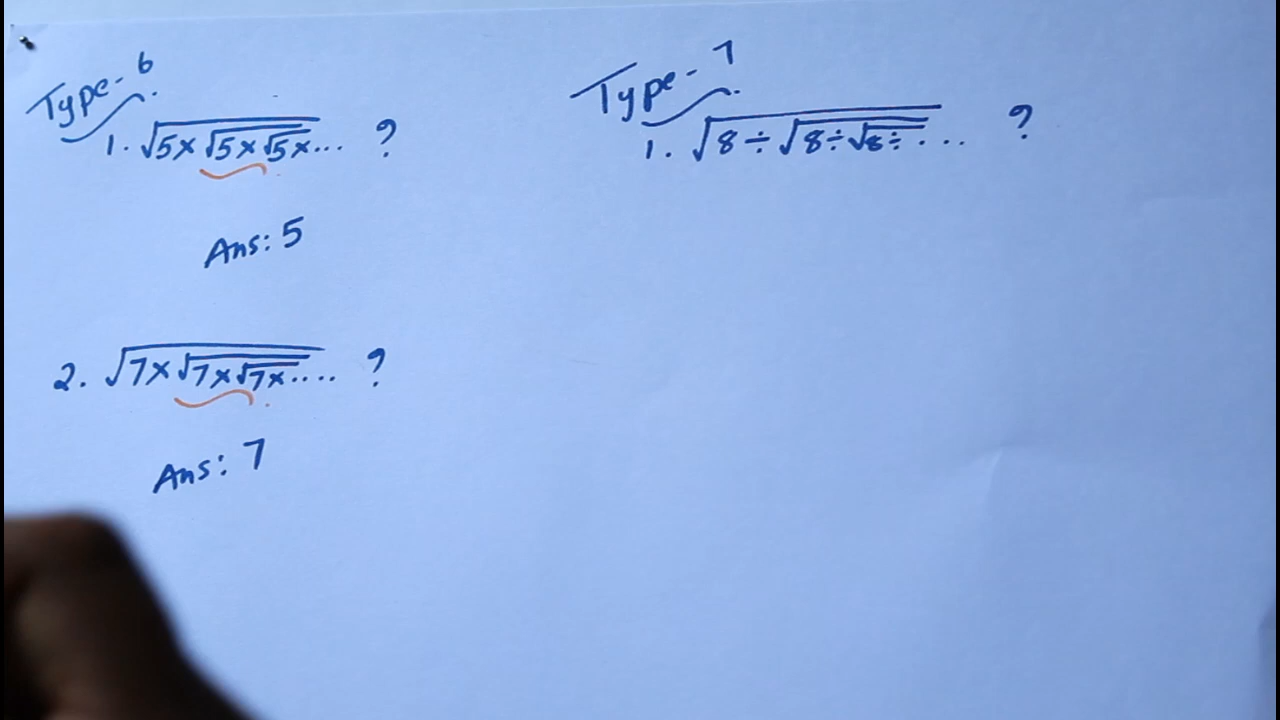 Type-6
1. √5×√5×√5×... ?
Ans: 5
2. √7×√7×√7×.... ?
Ans: 7
Type-7
1. √8÷√8÷√8÷... ?